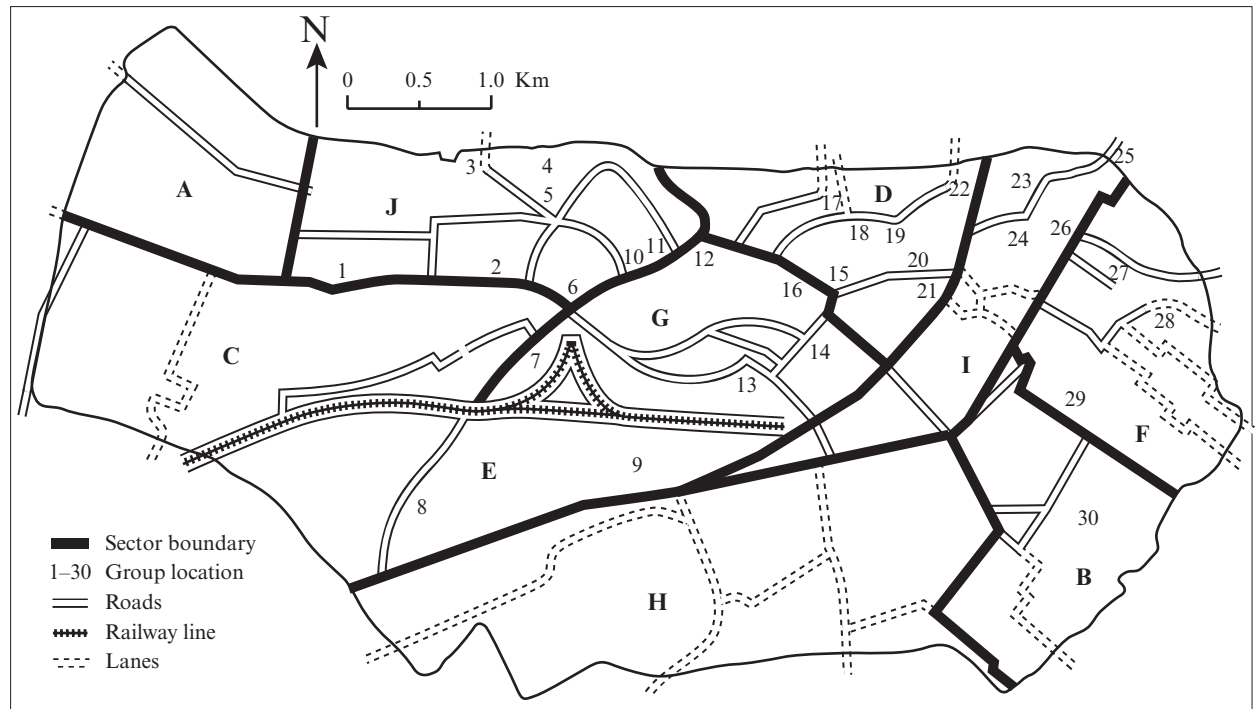 N
0 0.5 1.0 Km
A
J
3
4
5
1
2
6
10
11
12
17
D
18
19
22
23
24
25
26
27
28
15
16
20
21
G
C
7
14
13
I
29
F
E
9
8
30
B
H
Sector boundary
1–30 Group location
Roads
Railway line
Lanes